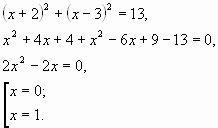 (x + 2)² + (x − 3)² = 13,
x² + 4x + 4 + x² − 6x + 9 − 13 = 0,
2x² − 2x = 0,
[ x = 0;
x = 1.